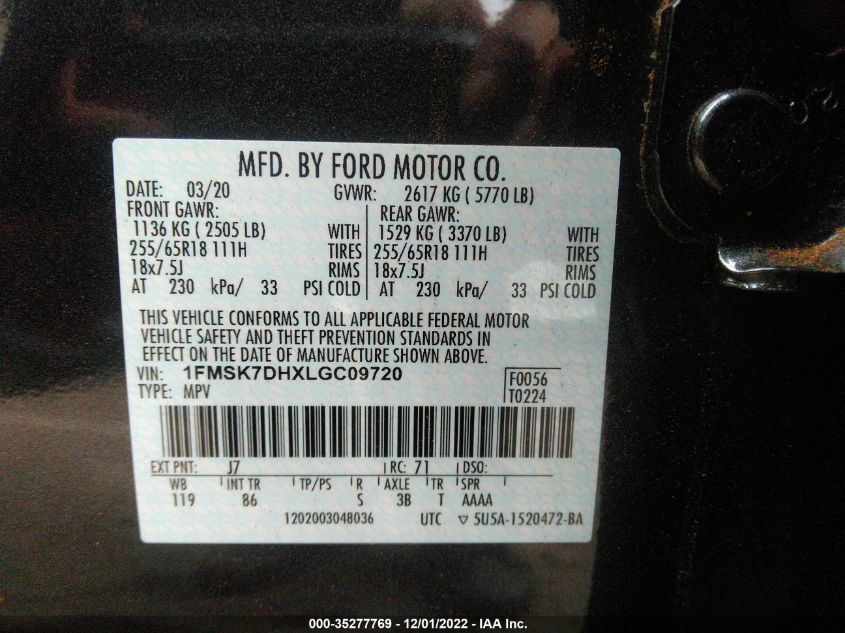 MFD. BY FORD MOTOR CO.
DATE: 03/20 GVWR: 2617 KG ( 5770 LB)
FRONT GAWR: REAR GAWR:
1136 KG ( 2505 LB) WITH 1529 KG ( 3370 LB) WITH
255/65R18 111H TIRES 255/65R18 111H TIRES
18x7.5J RIMS 18x7.5J RIMS
AT 230 kPa/ 33 PSI COLD AT 230 kPa/ 33 PSI COLD
THIS VEHICLE CONFORMS TO ALL APPLICABLE FEDERAL MOTOR
VEHICLE SAFETY AND THEFT PREVENTION STANDARDS IN
EFFECT ON THE DATE OF MANUFACTURE SHOWN ABOVE.
VIN: 1FMSK7DHXLGC09720 F0056
TYPE: MPV T0224
EXT PNT: J7 RC: 71 DSO:
WB INT TR TP/PS R AXLE TR SPR
119 86 S 3B T AAAA
1202003048036 UTC ▽ 5U5A-1520472-BA
000-35277769 - 12/01/2022 - IAA Inc.